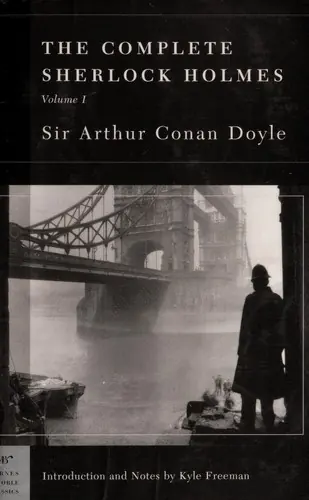 THE COMPLETE
SHERLOCK HOLMES
Volume I
Sir Arthur Conan Doyle
Introduction and Notes by Kyle Freeman